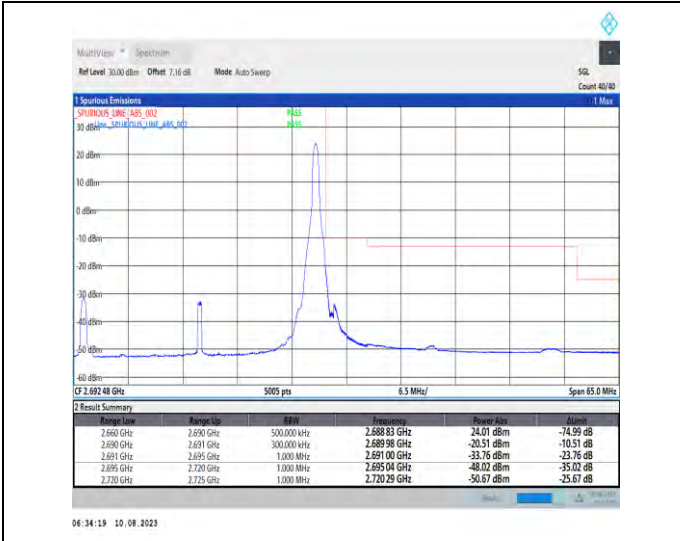 MultiView Spectrum
Ref Level 30.00 dBm Offset 7.16 dB Mode Auto Sweep SGL
Count 40/40
1 Spurious Emissions 1 Max
_SPURIOUS_LINE_ABS_002 PASS
30 dBm Line _SPURIOUS_LINE_ABS_002 PASS
20 dBm
10 dBm
0 dBm
-10 dBm
-20 dBm
-30 dBm
-40 dBm
-50 dBm
-60 dBm
CF 2.692 48 GHz 5005 pts 6.5 MHz/ Span 65.0 MHz
2 Result Summary
Range Low Range Up RBW Frequency Power Abs ΔLimit
2.660 GHz 2.690 GHz 500.000 kHz 2.688 83 GHz 24.01 dBm -74.99 dB
2.690 GHz 2.691 GHz 300.000 kHz 2.689 98 GHz -20.51 dBm -10.51 dB
2.691 GHz 2.695 GHz 1.000 MHz 2.691 00 GHz -33.76 dBm -23.76 dB
2.695 GHz 2.720 GHz 1.000 MHz 2.695 04 GHz -48.02 dBm -35.02 dB
2.720 GHz 2.725 GHz 1.000 MHz 2.720 29 GHz -50.67 dBm -25.67 dB
06:34:19 10.08.2023